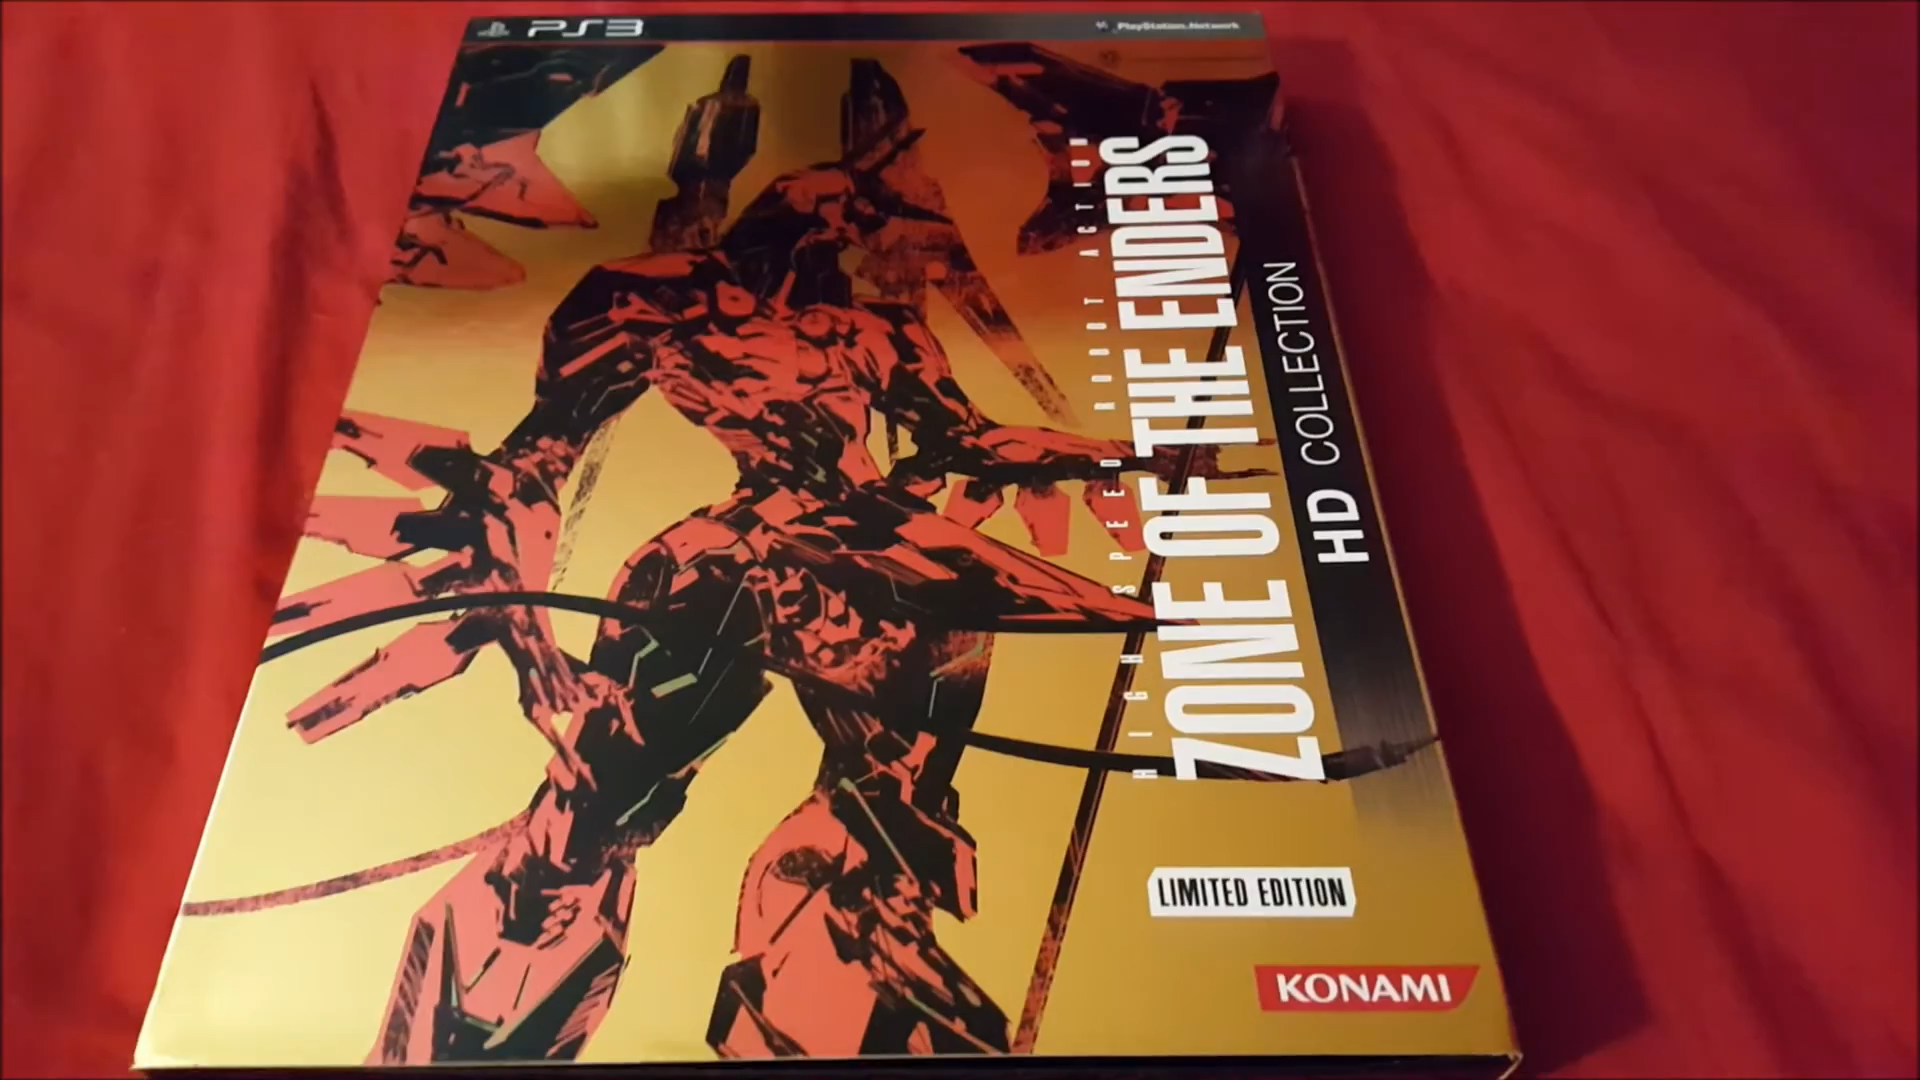 PS3
PlayStation Network
HIGH SPEED ROBOT ACTION
ZONE OF THE ENDERS
HD COLLECTION
LIMITED EDITION
KONAMI